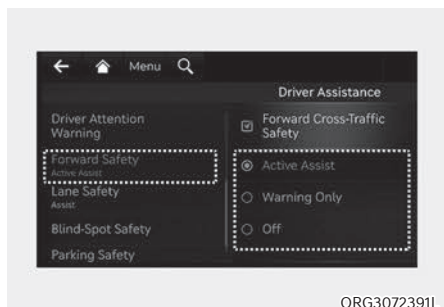 Menu
Driver Assistance
Driver Attention
Warning
Forward Safety
Active Assist
Lane Safety
Assist
Blind-Spot Safety
Parking Safety
Forward Cross-Traffic
Safety
Active Assist
Warning Only
Off
ORG3072391L